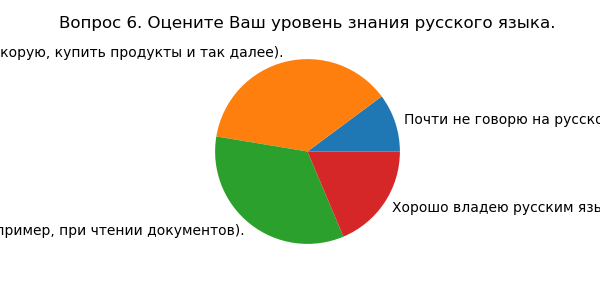 Вопрос 6. Оцените Ваш уровень знания русского языка.
корую, купить продукты и так далее).
Почти не говорю на русско
Хорошо владею русским язы
пример, при чтении документов).